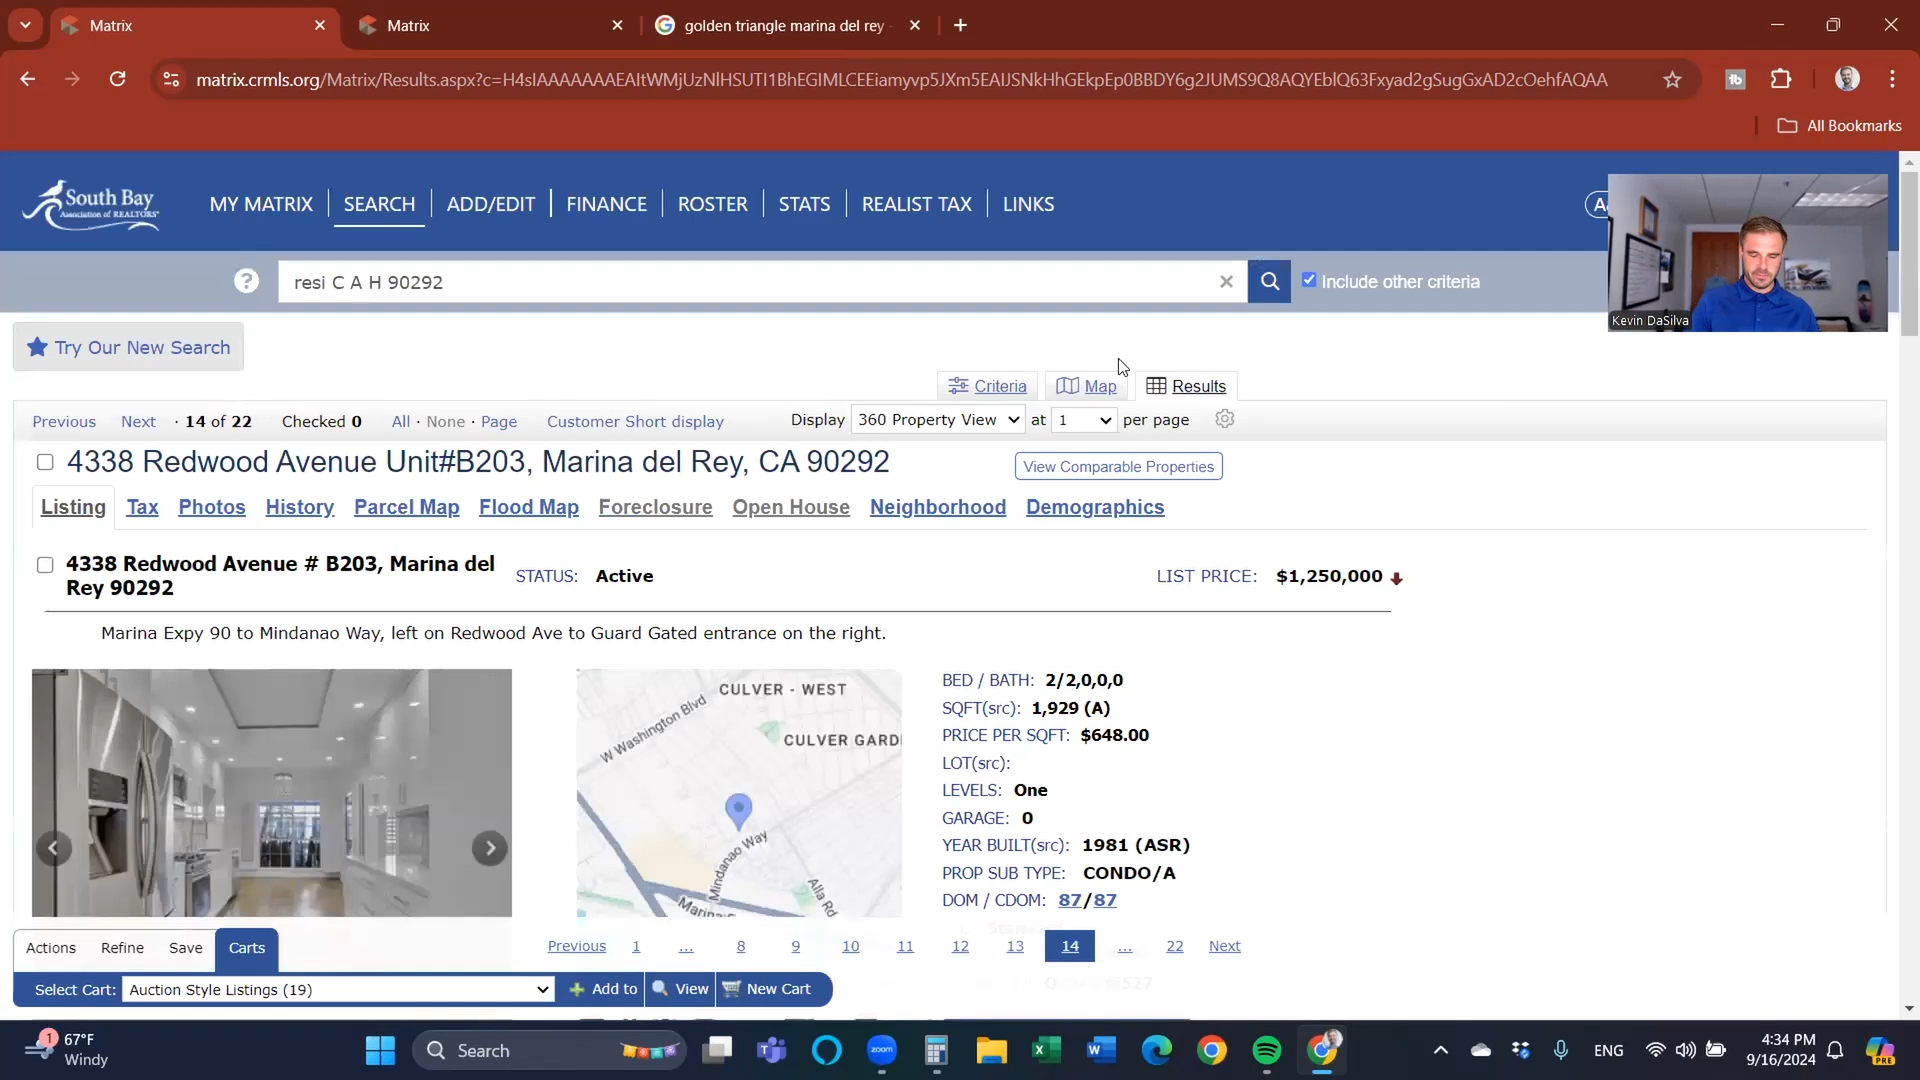 Matrix
Matrix
golden triangle marina del rey
matrix.crmls.org/Matrix/Results.aspx?c=H4sIAAAAAAAEAItWMjUzNlHSUTI1BhEGIMLCEEiamyvp5JXm5EAIJSNkHhGEkpEp0BBDY6g2JUMS9Q8AQYEblQ63Fxyad2gSugGxAD2cOehfAQAA
All Bookmarks
South Bay
Association of REALTORS®
MY MATRIX
SEARCH
ADD/EDIT
FINANCE
ROSTER
STATS
REALIST TAX
LINKS
resi C A H 90292
Include other criteria
Kevin DaSilva
Try Our New Search
Criteria
Map
Results
Previous Next · 14 of 22 Checked 0 All · None · Page Customer Short display Display 360 Property View at 1 per page
4338 Redwood Avenue Unit#B203, Marina del Rey, CA 90292
View Comparable Properties
Listing Tax Photos History Parcel Map Flood Map Foreclosure Open House Neighborhood Demographics
4338 Redwood Avenue # B203, Marina del
Rey 90292
STATUS: Active
LIST PRICE: $1,250,000
Marina Expy 90 to Mindanao Way, left on Redwood Ave to Guard Gated entrance on the right.
CULVER - WEST
W Washington Blvd
CULVER GARD
Mindanao Way
Alla Rd
Marina
BED / BATH: 2/2,0,0,0
SQFT(src): 1,929 (A)
PRICE PER SQFT: $648.00
LOT(src):
LEVELS: One
GARAGE: 0
YEAR BUILT(src): 1981 (ASR)
PROP SUB TYPE: CONDO/A
DOM / CDOM: 87/87
Actions Refine Save Carts
Previous 1 ... 8 9 10 11 12 13 14 ... 22 Next
Select Cart: Auction Style Listings (19)
Add to
View
New Cart
1
67°F
Windy
Search
zoom
ENG
4:34 PM
9/16/2024
PRE